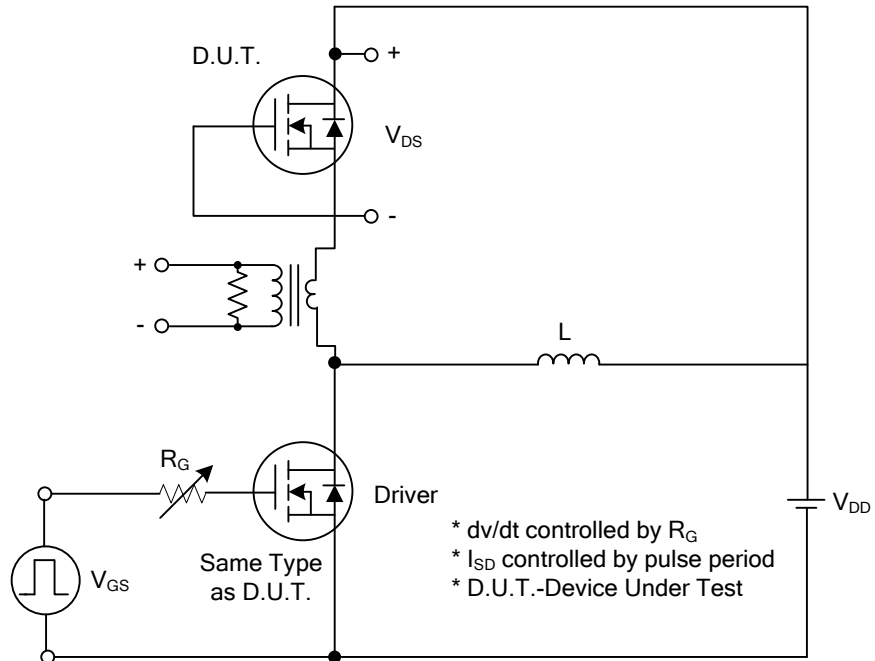 D.U.T.
+
V_DS
-
+
-
L
R_G
Driver
V_DD
V_GS
Same Type
as D.U.T.
* dv/dt controlled by R_G
* I_SD controlled by pulse period
* D.U.T.-Device Under Test